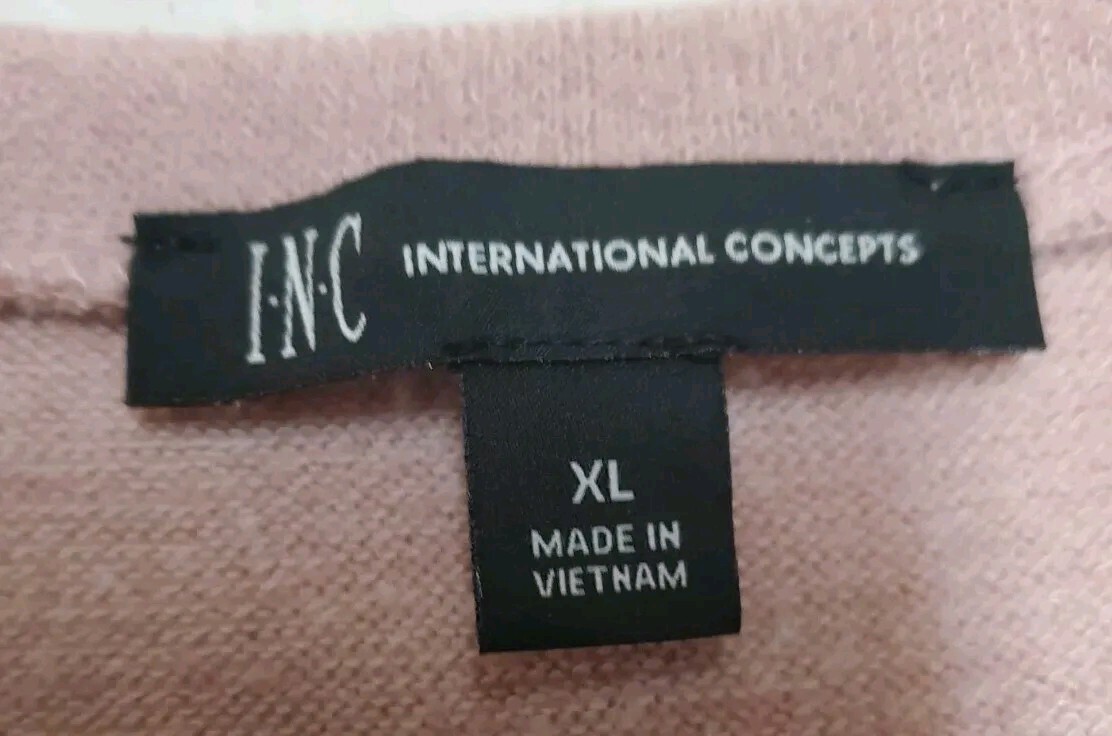 I·N·C INTERNATIONAL CONCEPTS
XL
MADE IN
VIETNAM